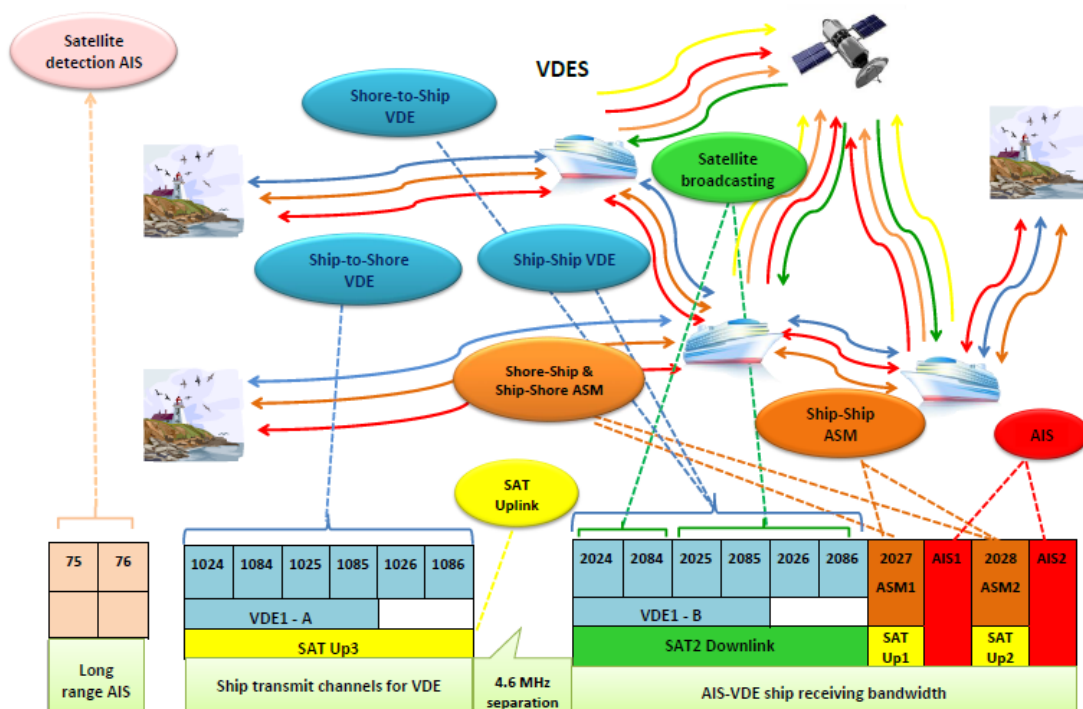 Satellite
detection AIS
VDES
Shore-to-Ship
VDE
Satellite
broadcasting
Ship-to-Shore
VDE
Ship-Ship VDE
Shore-Ship &
Ship-Shore ASM
Ship-Ship
ASM
AIS
SAT
Uplink
75 76
1024 1084 1025 1085 1026 1086
2024 2084 2025 2085 2026 2086 2027 AIS1 2028 AIS2
ASM1 ASM2
VDE1 - A
VDE1 - B
SAT Up3
SAT2 Downlink
SAT
Up1
SAT
Up2
Long
range AIS
Ship transmit channels for VDE
4.6 MHz
separation
AIS-VDE ship receiving bandwidth